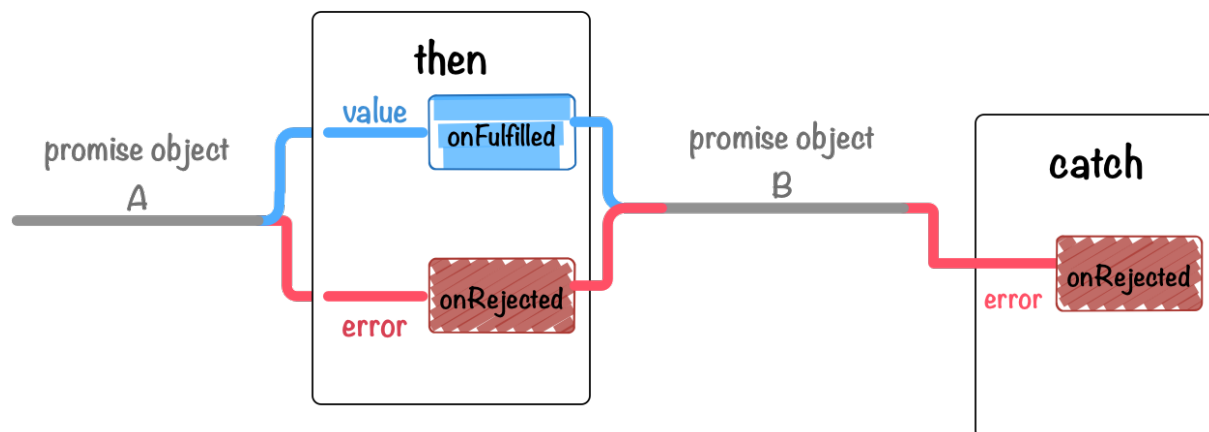 promise object
A
then
value
onFulfilled
error
onRejected
promise object
B
catch
error
onRejected